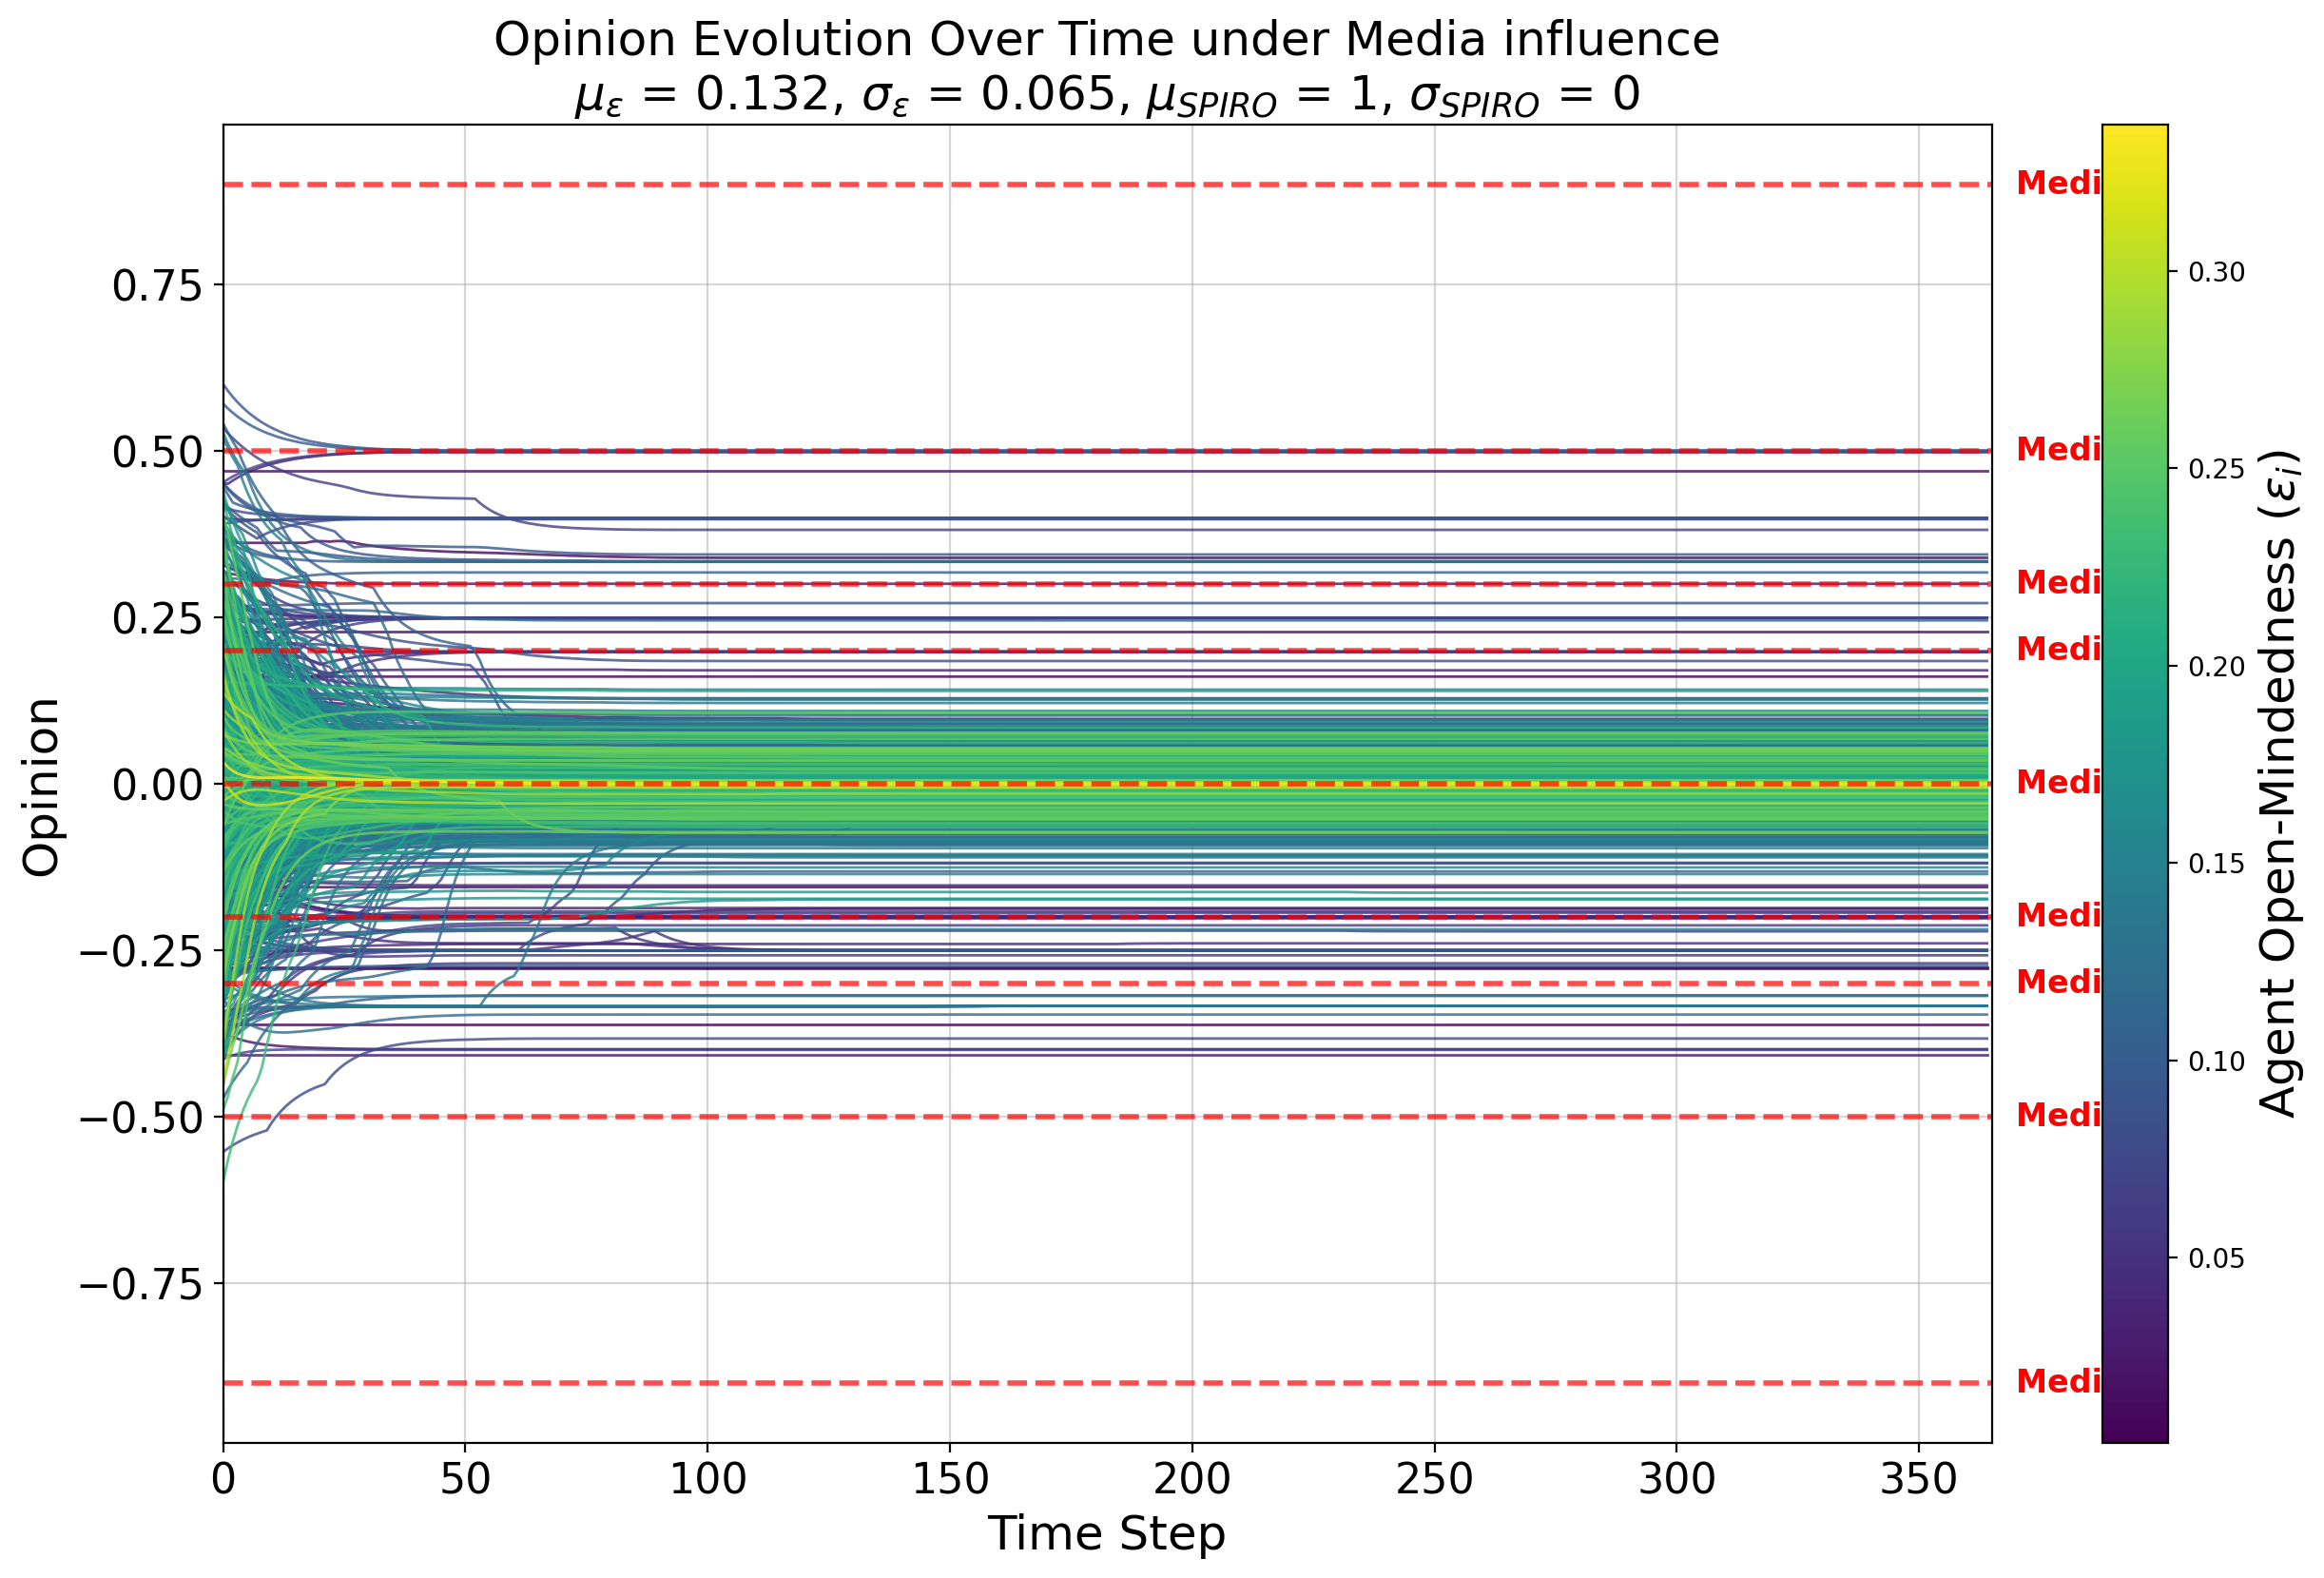 Opinion Evolution Over Time under Media influence
μ_ε = 0.132, σ_ε = 0.065, μ_SPIRO = 1, σ_SPIRO = 0
Opinion
0.75
0.50
0.25
0.00
−0.25
−0.50
−0.75
0 50 100 150 200 250 300 350
Time Step
Medi
Medi
Medi
Medi
Medi
Medi
Medi
Medi
Medi
0.30
0.25
0.20
0.15
0.10
0.05
Agent Open-Mindedness (ε_i)